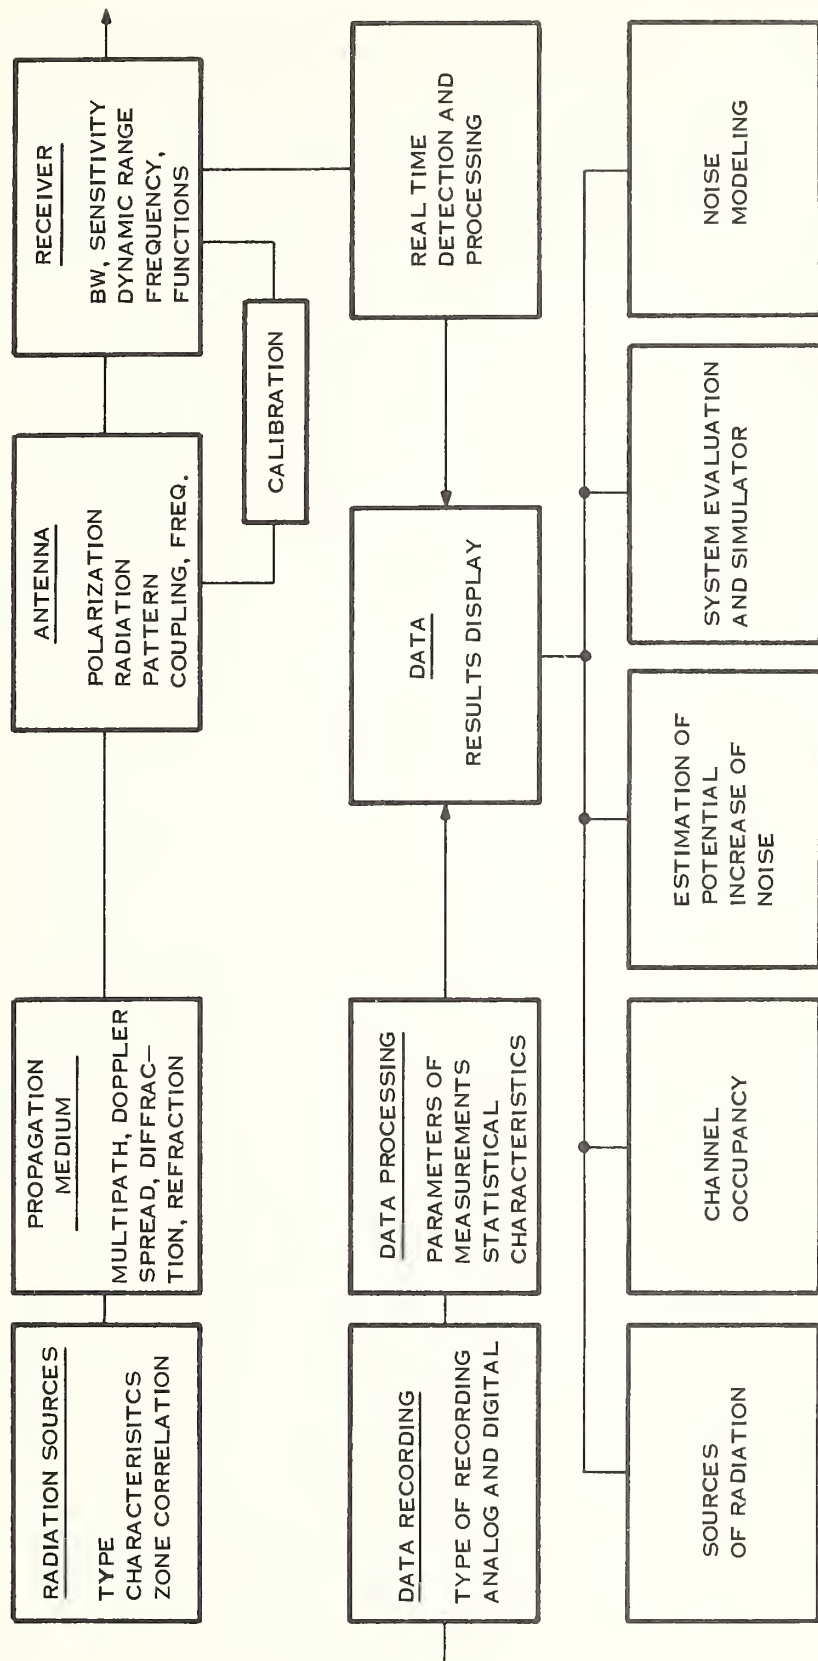 RADIATION SOURCES
TYPE
CHARACTERISITCS
ZONE CORRELATION
PROPAGATION
MEDIUM
MULTIPATH, DOPPLER
SPREAD, DIFFRAC—
TION, REFRACTION
ANTENNA
POLARIZATION
RADIATION
PATTERN
COUPLING, FREQ.
RECEIVER
BW, SENSITIVITY
DYNAMIC RANGE
FREQUENCY,
FUNCTIONS
CALIBRATION
DATA RECORDING
TYPE OF RECORDING
ANALOG AND DIGITAL
DATA PROCESSING
PARAMETERS OF
MEASUREMENTS
STATISTICAL
CHARACTERISTICS
DATA
RESULTS DISPLAY
REAL TIME
DETECTION AND
PROCESSING
SOURCES
OF RADIATION
CHANNEL
OCCUPANCY
ESTIMATION OF
POTENTIAL
INCREASE OF
NOISE
SYSTEM EVALUATION
AND SIMULATOR
NOISE
MODELING